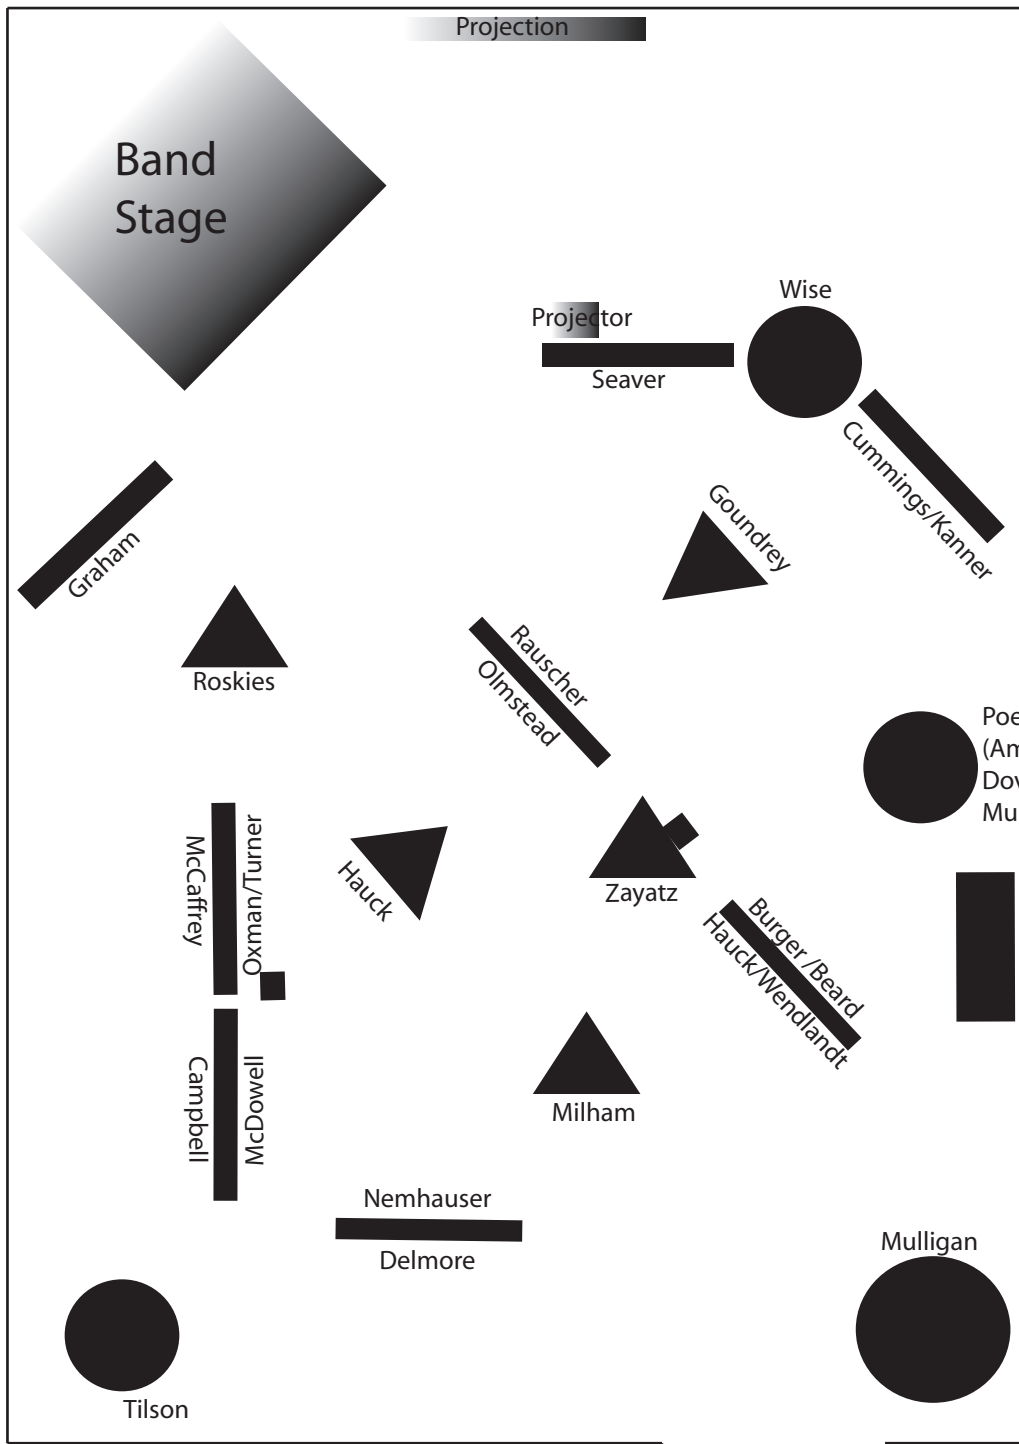 Projection
Band
Stage
Wise
Projector
Seaver
Cummings/Kanner
Goundrey
Graham
Rauscher
Olmstead
Roskies
McCaffrey
Oxman/Turner
Hauck
Zayatz
Burger /Beard
Hauck/Wendlandt
Campbell
McDowell
Milham
Nemhauser
Delmore
Mulligan
Tilson